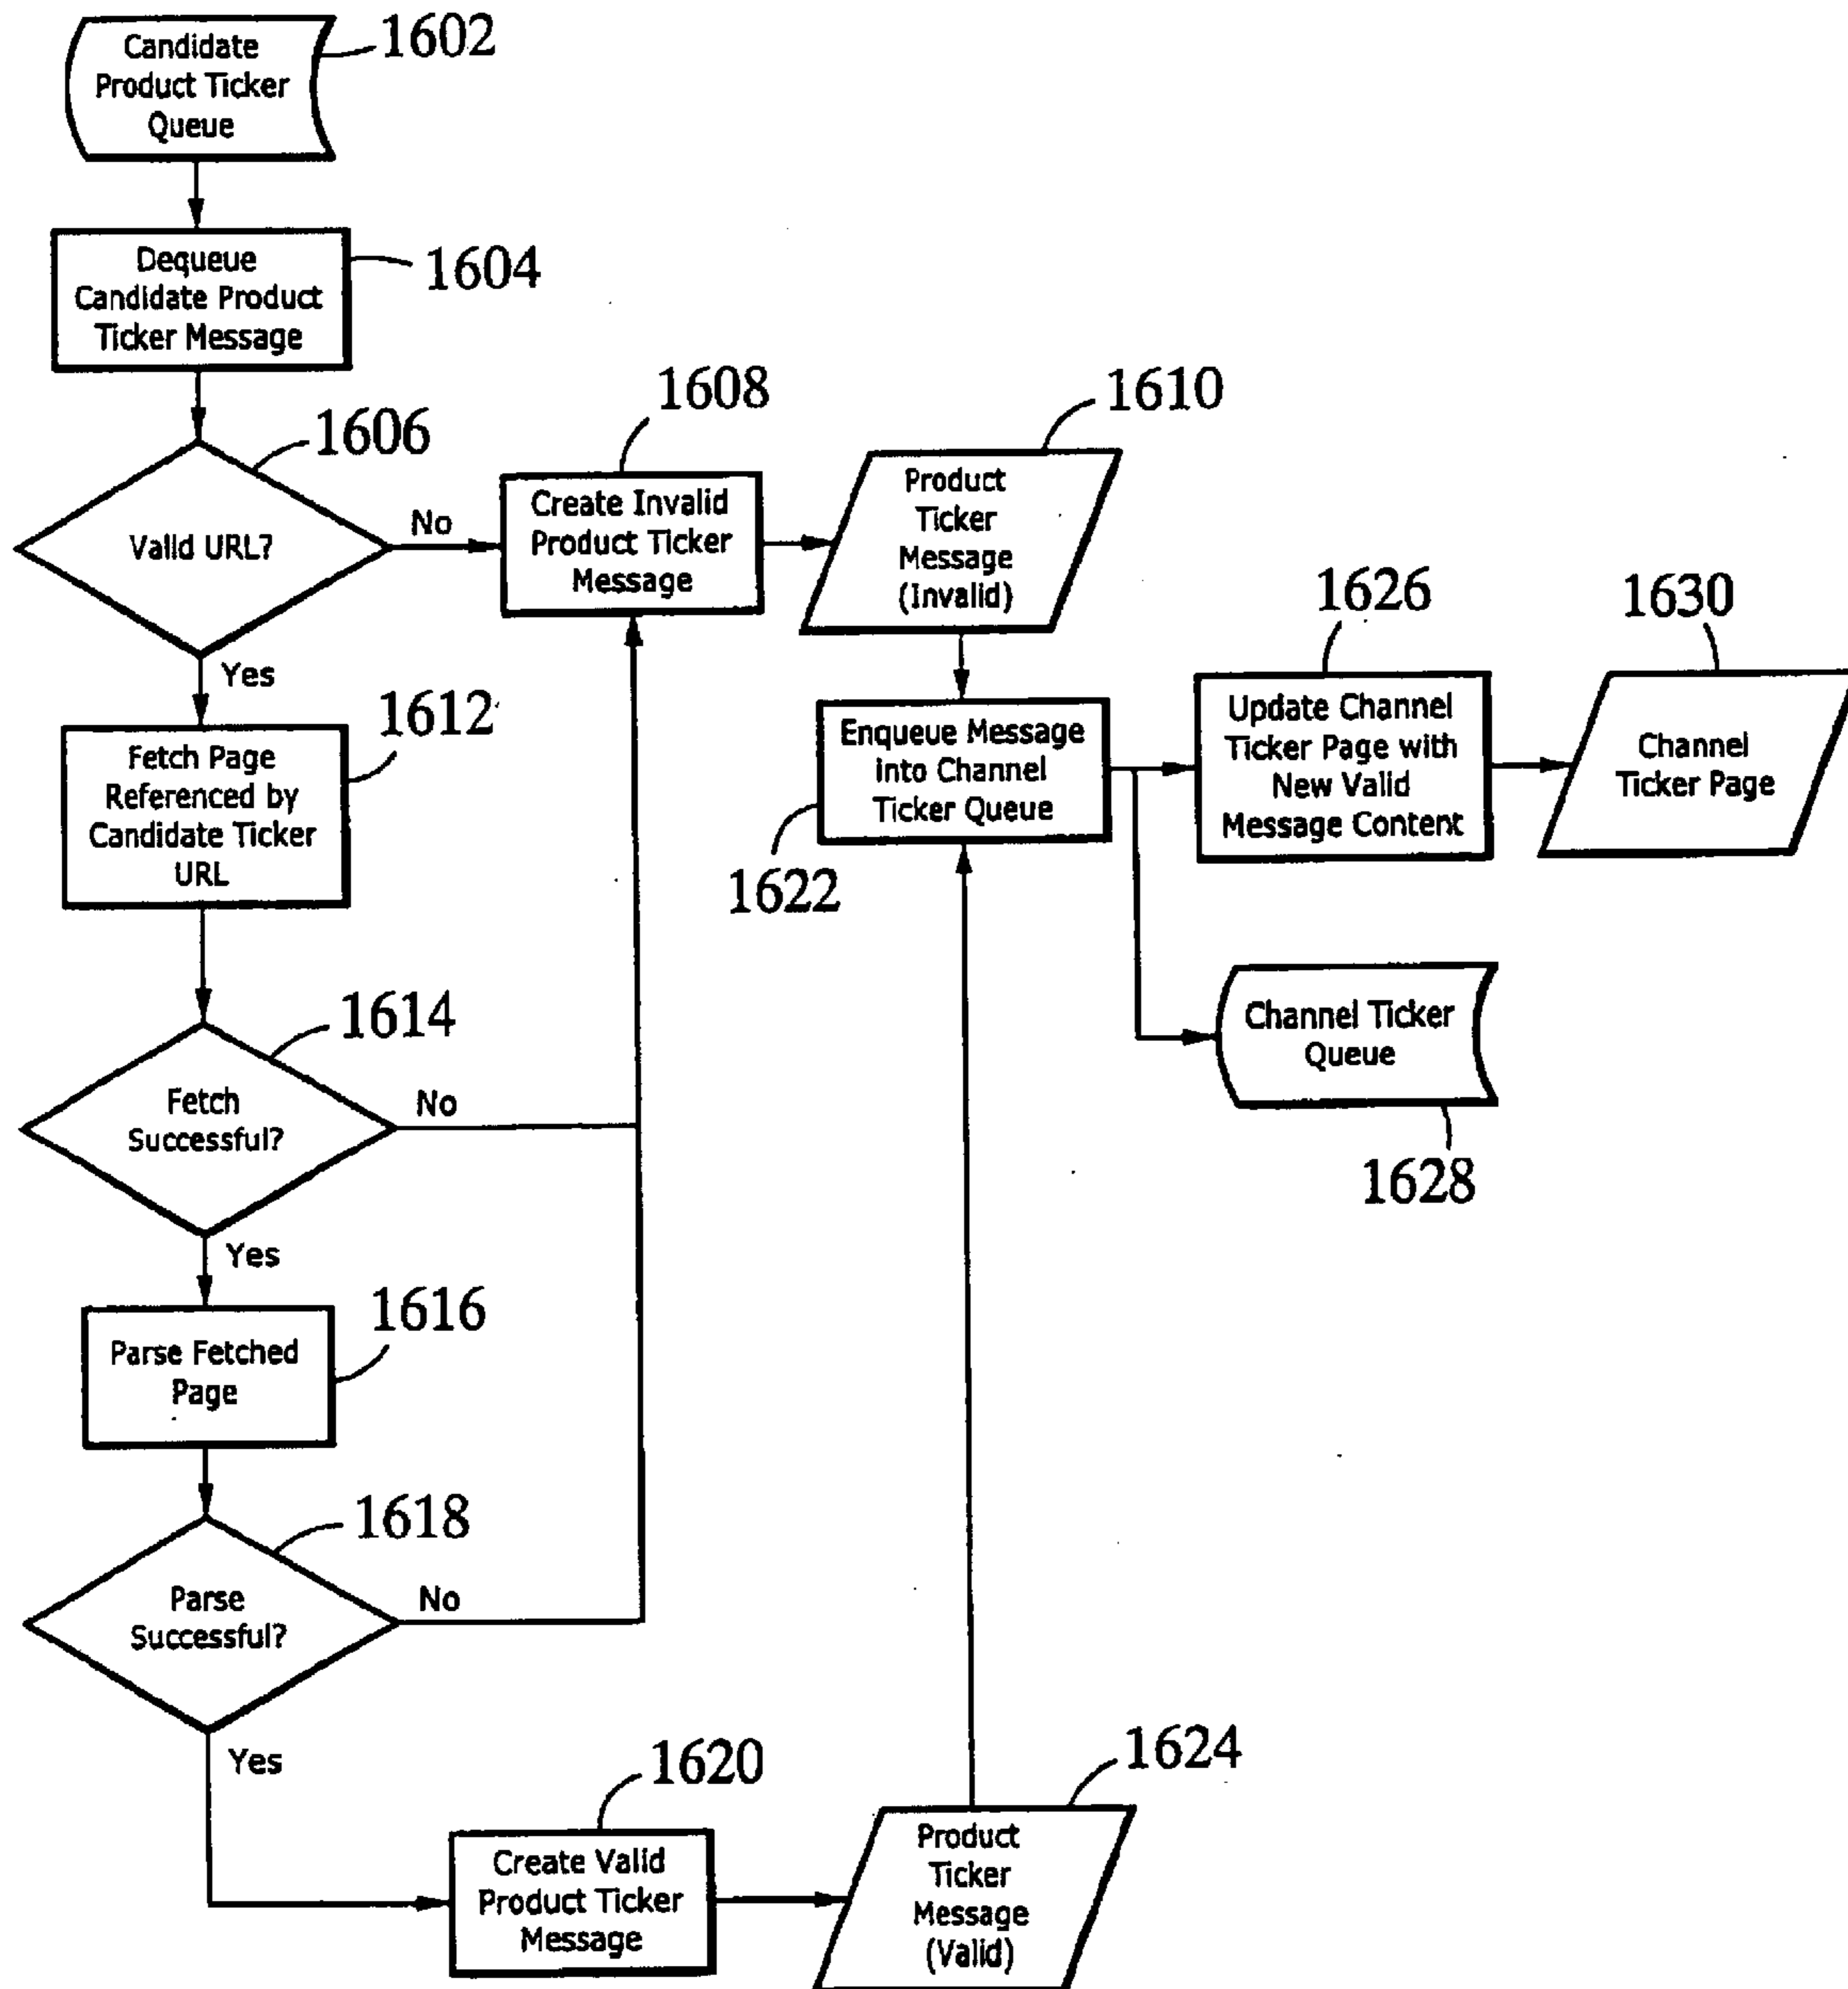 Candidate
Product Ticker
Queue
1602
Dequeue
Candidate Product
Ticker Message
1604
1606
Valid URL?
No
Yes
1608
Create Invalid
Product Ticker
Message
1610
Product
Ticker
Message
(Invalid)
1612
Fetch Page
Referenced by
Candidate Ticker
URL
1614
Fetch
Successful?
No
Yes
1616
Parse Fetched
Page
1618
Parse
Successful?
No
Yes
1620
Create Valid
Product Ticker
Message
1624
Product
Ticker
Message
(Valid)
Enqueue Message
into Channel
Ticker Queue
1622
1626
Update Channel
Ticker Page with
New Valid
Message Content
1630
Channel
Ticker Page
Channel Ticker
Queue
1628